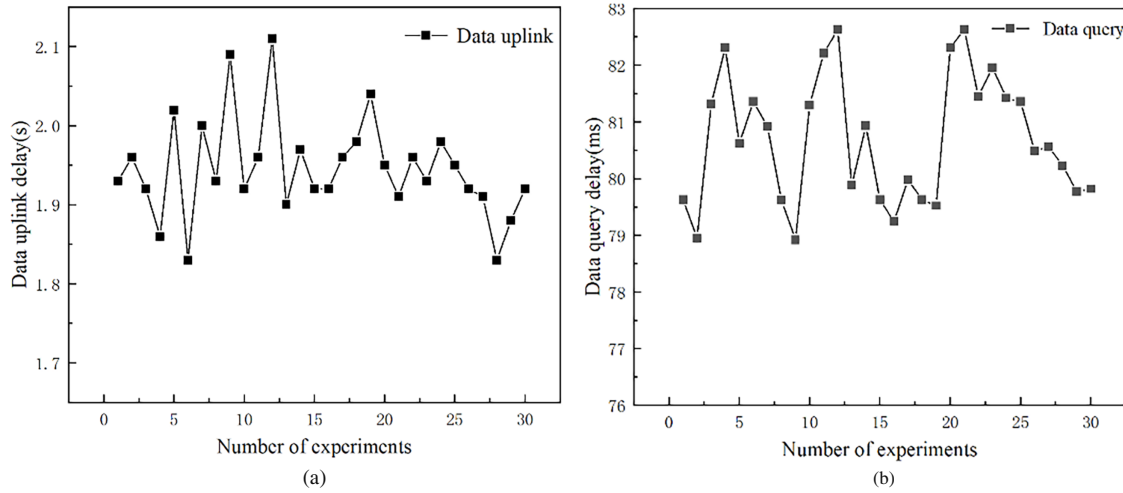 2.1
2.0
1.9
1.8
1.7
Data uplink delay(s)
Data uplink
0 5 10 15 20 25 30
Number of experiments
(a)
83
82
81
80
79
78
77
76
Data query delay(ms)
Data query
0 5 10 15 20 25 30
Number of experiments
(b)